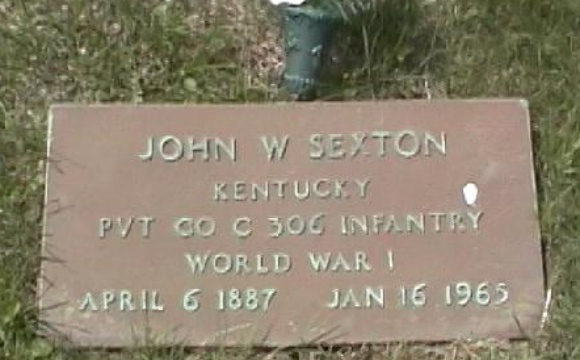 JOHN W SEXTON
KENTUCKY
PVT CO C 306 INFANTRY
WORLD WAR I
APRIL 6 1887 JAN 16 1965